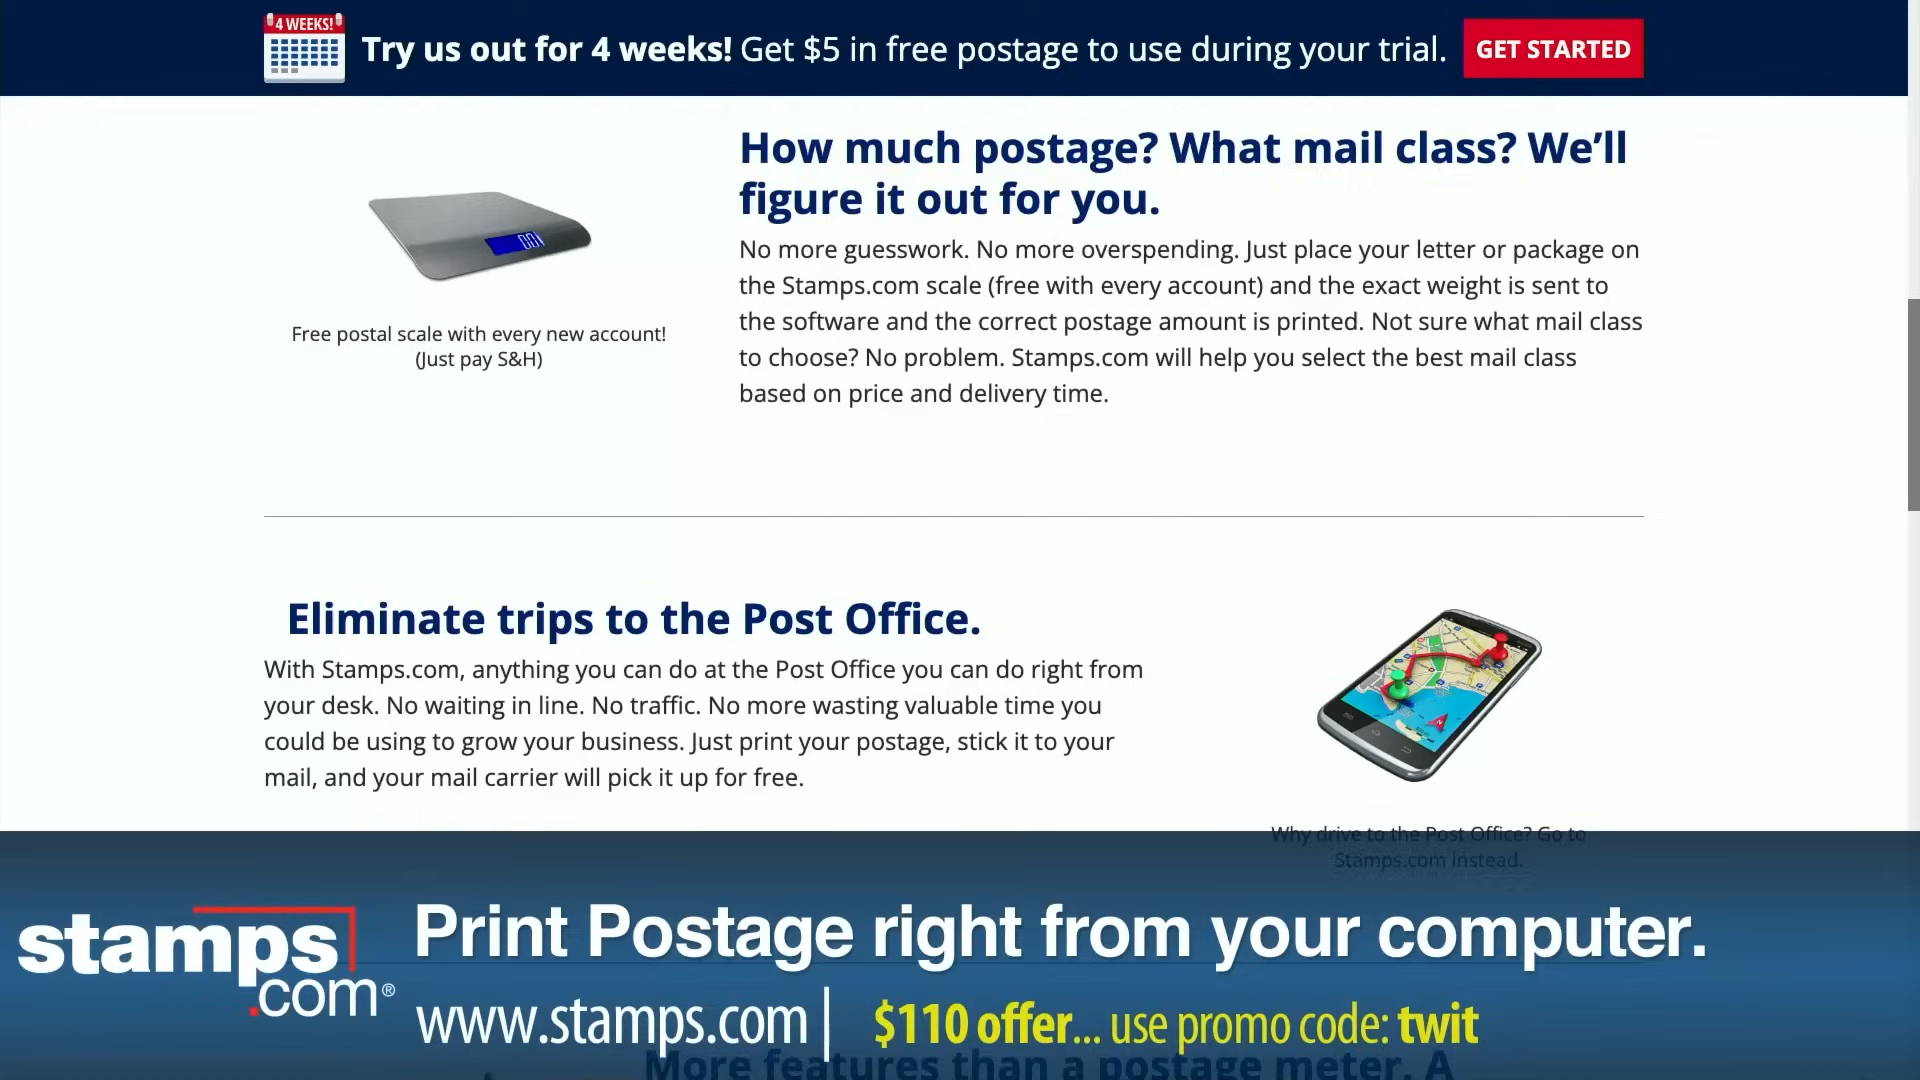 4 WEEKS!
Try us out for 4 weeks! Get $5 in free postage to use during your trial.
GET STARTED
How much postage? What mail class? We’ll
figure it out for you.
No more guesswork. No more overspending. Just place your letter or package on
the Stamps.com scale (free with every account) and the exact weight is sent to
the software and the correct postage amount is printed. Not sure what mail class
to choose? No problem. Stamps.com will help you select the best mail class
based on price and delivery time.
Free postal scale with every new account!
(Just pay S&H)
Eliminate trips to the Post Office.
With Stamps.com, anything you can do at the Post Office you can do right from
your desk. No waiting in line. No traffic. No more wasting valuable time you
could be using to grow your business. Just print your postage, stick it to your
mail, and your mail carrier will pick it up for free.
Why drive to the Post Office? Go to
Stamps.com instead.
stamps
.com®
Print Postage right from your computer.
www.stamps.com | $110 offer... use promo code: twit
More features than a postage meter. A